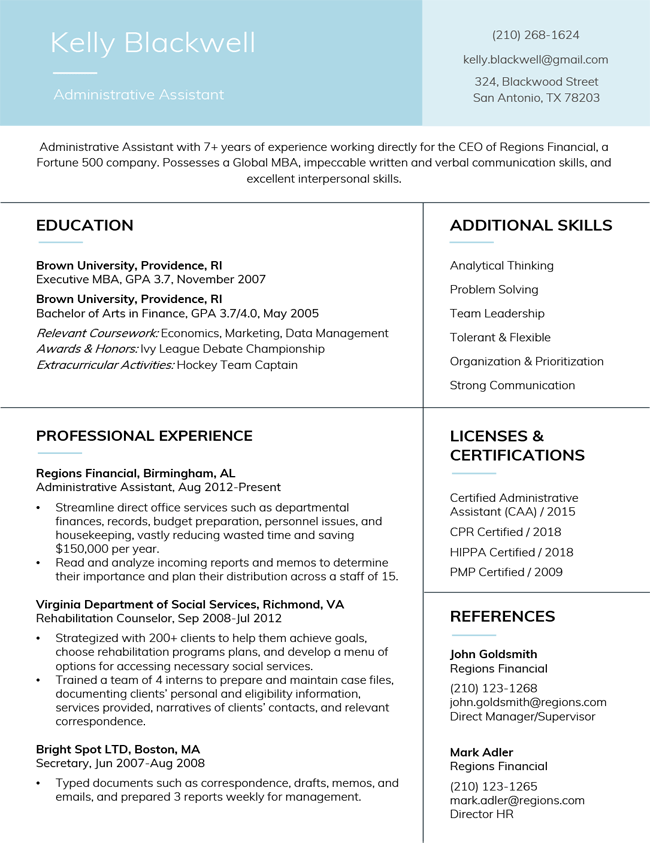 Kelly Blackwell
Administrative Assistant
(210) 268-1624
kelly.blackwell@gmail.com
324, Blackwood Street
San Antonio, TX 78203
Administrative Assistant with 7+ years of experience working directly for the CEO of Regions Financial, a
Fortune 500 company. Possesses a Global MBA, impeccable written and verbal communication skills, and
excellent interpersonal skills.
EDUCATION
Brown University, Providence, RI
Executive MBA, GPA 3.7, November 2007
Brown University, Providence, RI
Bachelor of Arts in Finance, GPA 3.7/4.0, May 2005
Relevant Coursework: Economics, Marketing, Data Management
Awards & Honors: Ivy League Debate Championship
Extracurricular Activities: Hockey Team Captain
ADDITIONAL SKILLS
Analytical Thinking
Problem Solving
Team Leadership
Tolerant & Flexible
Organization & Prioritization
Strong Communication
PROFESSIONAL EXPERIENCE
Regions Financial, Birmingham, AL
Administrative Assistant, Aug 2012-Present
• Streamline direct office services such as departmental
finances, records, budget preparation, personnel issues, and
housekeeping, vastly reducing wasted time and saving
$150,000 per year.
• Read and analyze incoming reports and memos to determine
their importance and plan their distribution across a staff of 15.
Virginia Department of Social Services, Richmond, VA
Rehabilitation Counselor, Sep 2008-Jul 2012
• Strategized with 200+ clients to help them achieve goals,
choose rehabilitation programs plans, and develop a menu of
options for accessing necessary social services.
• Trained a team of 4 interns to prepare and maintain case files,
documenting clients’ personal and eligibility information,
services provided, narratives of clients’ contacts, and relevant
correspondence.
Bright Spot LTD, Boston, MA
Secretary, Jun 2007-Aug 2008
• Typed documents such as correspondence, drafts, memos, and
emails, and prepared 3 reports weekly for management.
LICENSES &
CERTIFICATIONS
Certified Administrative
Assistant (CAA) / 2015
CPR Certified / 2018
HIPPA Certified / 2018
PMP Certified / 2009
REFERENCES
John Goldsmith
Regions Financial
(210) 123-1268
john.goldsmith@regions.com
Direct Manager/Supervisor
Mark Adler
Regions Financial
(210) 123-1265
mark.adler@regions.com
Director HR